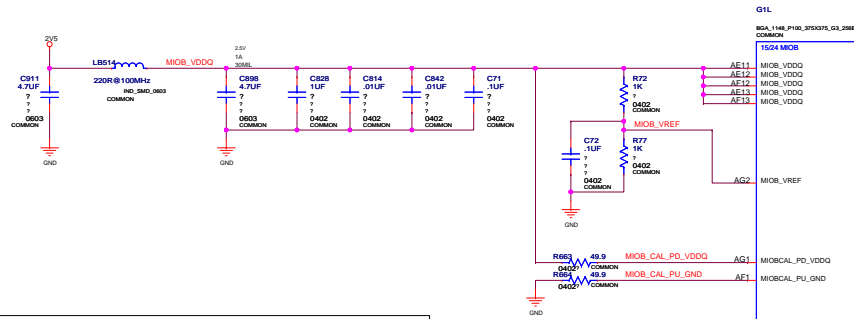 G1L
BGA_1148_P100_375X375_G3_256B
COMMON
2V5
LB514
MIOB_VDDQ
2.5V
1A
30MIL
15/24 MIOB
C911
4.7UF
?
?
?
0603
COMMON
220R@100MHz
IND_SMD_0603
COMMON
C898
4.7UF
?
?
?
0603
COMMON
C828
1UF
?
?
?
0402
COMMON
C814
.01UF
?
?
?
0402
COMMON
C842
.01UF
?
?
?
0402
COMMON
C71
.1UF
?
?
?
0402
COMMON
R72
1K
?
0402
COMMON
AE11 MIOB_VDDQ
AE12 MIOB_VDDQ
AF12 MIOB_VDDQ
AE13 MIOB_VDDQ
AF13 MIOB_VDDQ
GND
GND
MIOB_VREF
C72
.1UF
?
?
?
0402
COMMON
R77
1K
?
0402
COMMON
AG2 MIOB_VREF
GND
R663 49.9 MIOB_CAL_PD_VDDQ AG1 MIOBCAL_PD_VDDQ
0402? COMMON
R664 49.9 MIOB_CAL_PU_GND AF1 MIOBCAL_PU_GND
0402? COMMON
GND